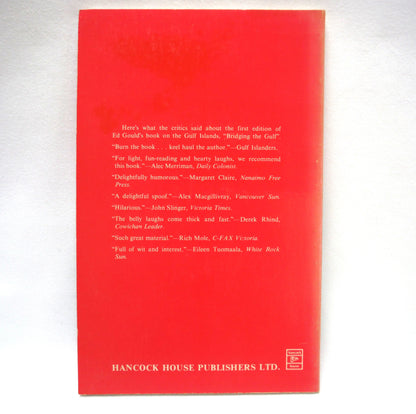 Here's what the critics said about the first edition of
Ed Gould's book on the Gulf Islands, "Bridging the Gulf".
"Burn the book . . . keel haul the author."—Gulf Islanders.
"For light, fun-reading and hearty laughs, we recommend
this book."—Alec Merriman, Daily Colonist.
"Delightfully humorous."—Margaret Claire, Nanaimo Free
Press.
"A delightful spoof."—Alex Macgillivray, Vancouver Sun.
"Hilarious."—John Slinger, Victoria Times.
"The belly laughs come thick and fast."—Derek Rhind,
Cowichan Leader.
"Such great material."—Rich Mole, C-FAX Victoria.
"Full of wit and interest."—Eileen Tuomaala, White Rock
Sun.
HANCOCK HOUSE PUBLISHERS LTD.
hancock
house